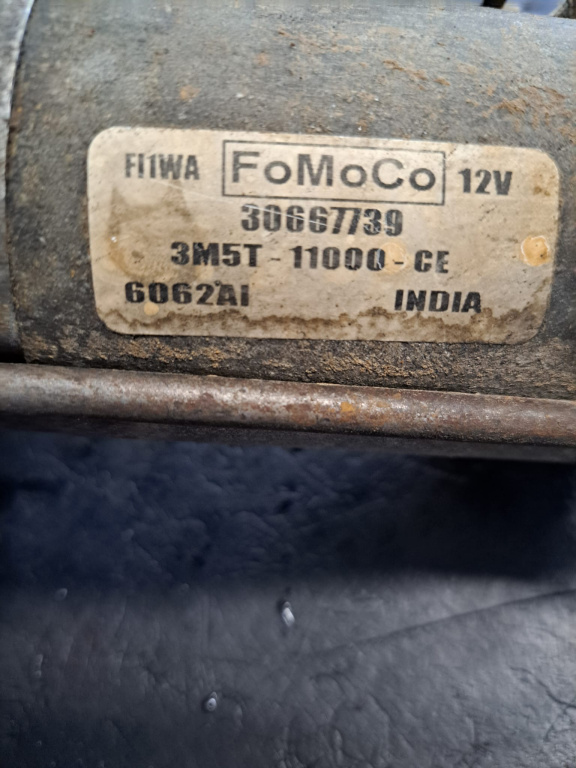 FI1WA FoMoCo 12V
30667739
3M5T - 11000 - CE
6062AI INDIA